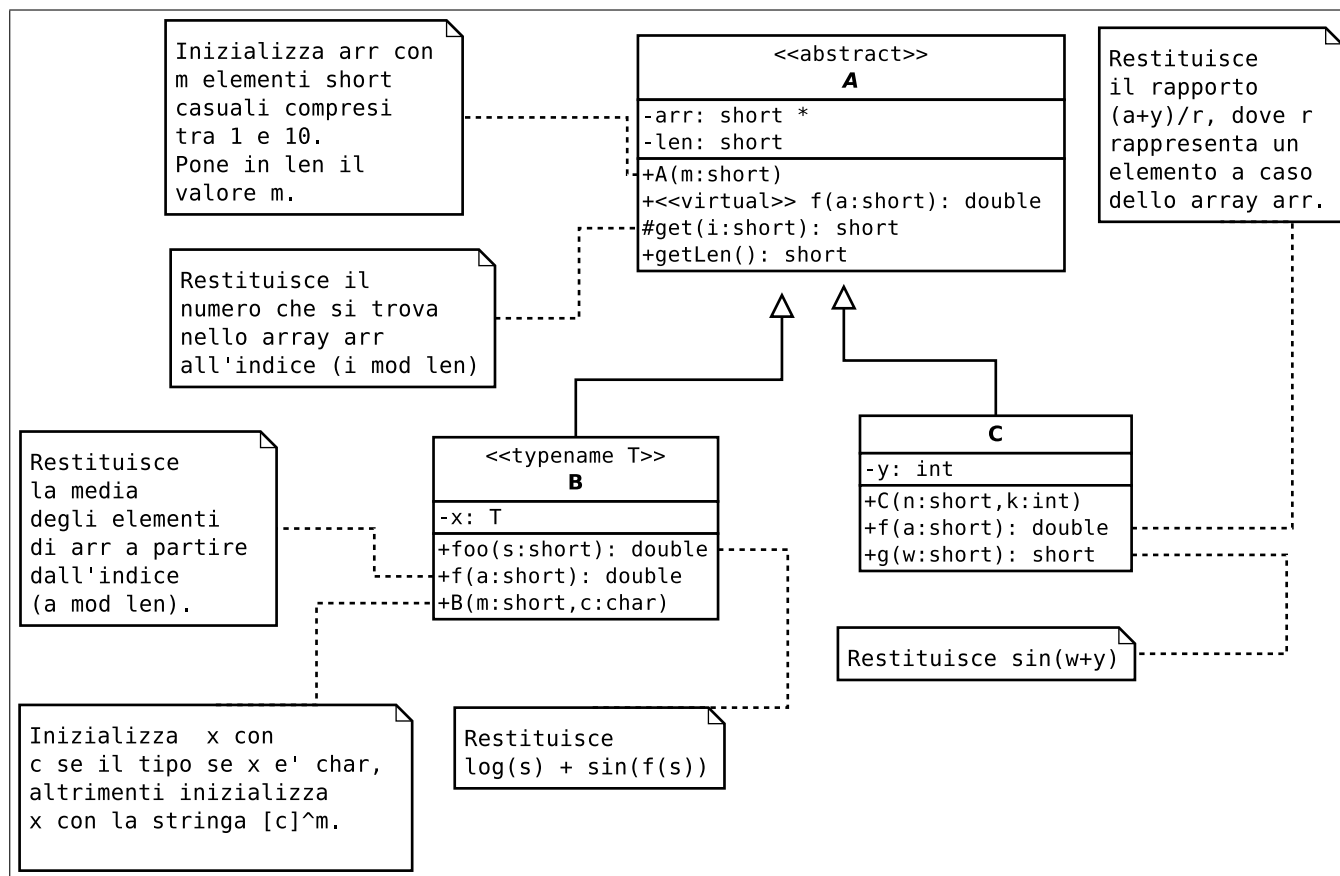 Inizializza arr con
m elementi short
casuali compresi
tra 1 e 10.
Pone in len il
valore m.
<<abstract>>
A
-arr: short *
-len: short
+A(m:short)
+<<virtual>> f(a:short): double
#get(i:short): short
+getLen(): short
Restituisce
il rapporto
(a+y)/r, dove r
rappresenta un
elemento a caso
dello array arr.
Restituisce il
numero che si trova
nello array arr
all'indice (i mod len)
Restituisce
la media
degli elementi
di arr a partire
dall'indice
(a mod len).
<<typename T>>
B
-x: T
+foo(s:short): double
+f(a:short): double
+B(m:short,c:char)
C
-y: int
+C(n:short,k:int)
+f(a:short): double
+g(w:short): short
Restituisce sin(w+y)
Inizializza  x con
c se il tipo se x e' char,
altrimenti inizializza
x con la stringa [c]^m.
Restituisce
log(s) + sin(f(s))